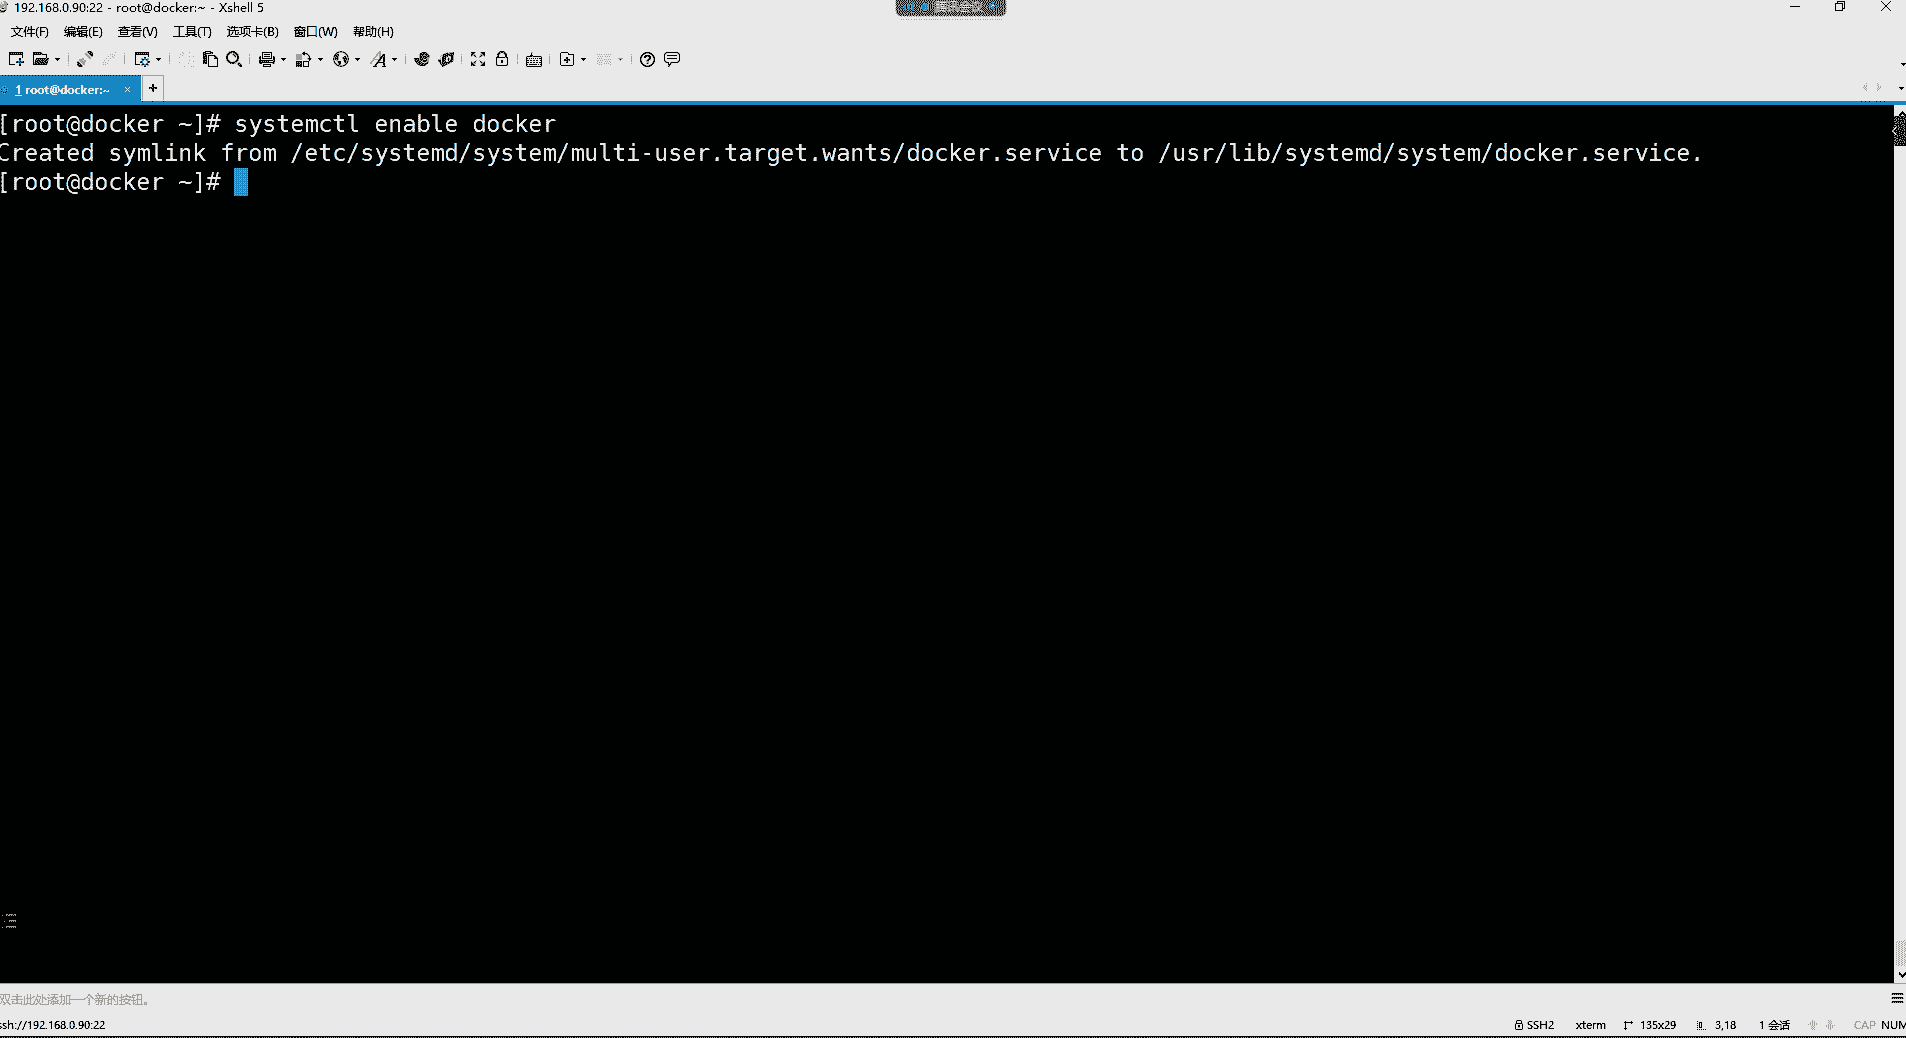 192.168.0.90:22 - root@docker:~ - Xshell 5
文件(F) 编辑(E) 查看(V) 工具(T) 选项卡(B) 窗口(W) 帮助(H)
1 root@docker:~ × +
[root@docker ~]# systemctl enable docker
Created symlink from /etc/systemd/system/multi-user.target.wants/docker.service to /usr/lib/systemd/system/docker.service.
[root@docker ~]#
双击此处添加一个新的按钮。
ssh://192.168.0.90:22 SSH2 xterm 135x29 3,18 1 会话 CAP NUM